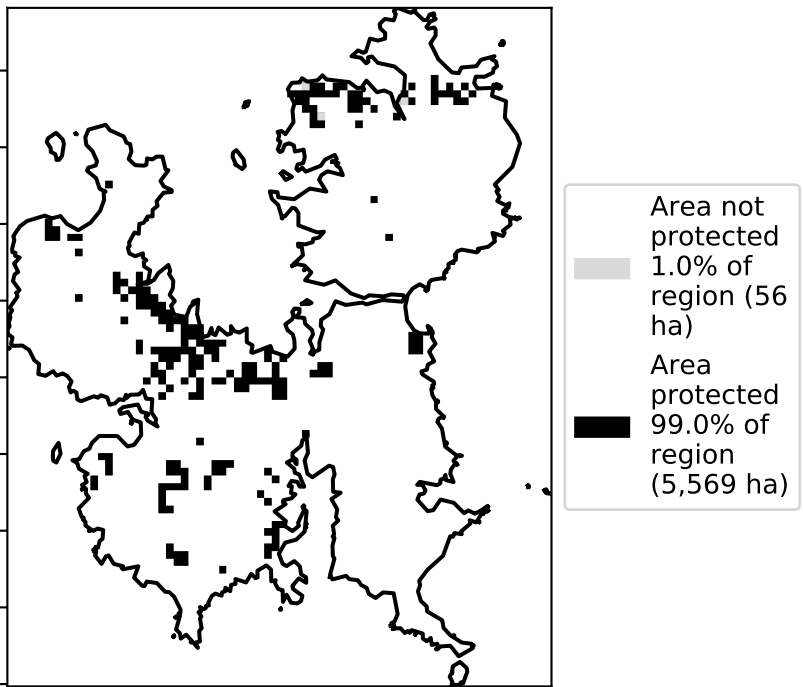 Area not
protected
1.0% of
region (56
ha)
Area
protected
99.0% of
region
(5,569 ha)